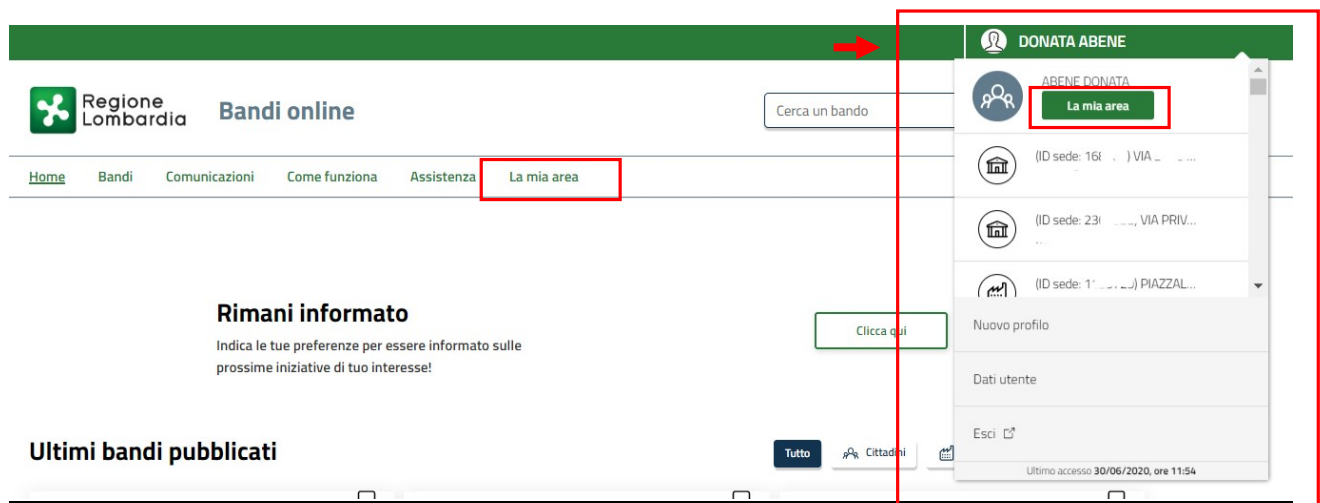 DONATA ABENE
Regione
Lombardia
Bandi online
Cerca un bando
ABENE DONATA
La mia area
Home Bandi Comunicazioni Come funziona Assistenza La mia area
(ID sede: ) VIA ...
(ID sede: VIA PRIV...
(ID sede: ) PIAZZAL...
Rimani informato
Indica le tue preferenze per essere informato sulle
prossime iniziative di tuo interesse!
Clicca qui
Nuovo profilo
Dati utente
Esci
Ultimo accesso 30/06/2020, ore 11:54
Ultimi bandi pubblicati
Tutto Cittadini